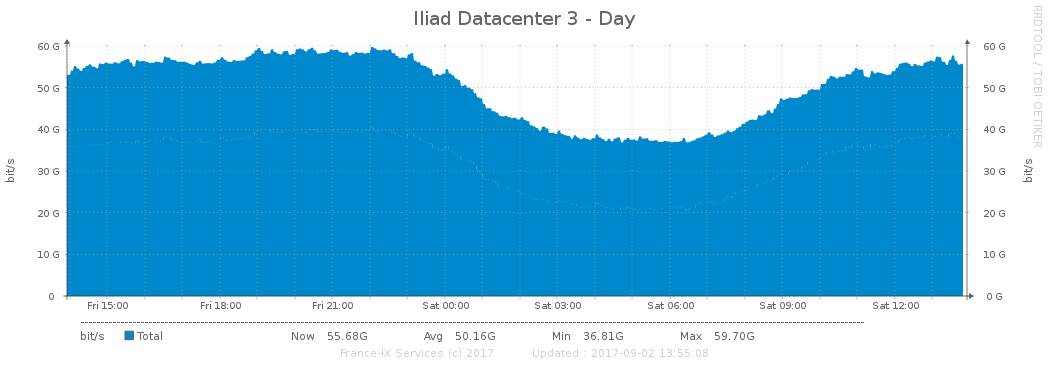 Iliad Datacenter 3 - Day
RRDTOOL / TOBI OETIKER
60 G
60 G
50 G
50 G
40 G
40 G
30 G
30 G
20 G
20 G
10 G
10 G
0
0 G
bit/s
bit/s
Fri 15:00 Fri 18:00 Fri 21:00 Sat 00:00 Sat 03:00 Sat 06:00 Sat 09:00 Sat 12:00
bit/s Total Now 55.68G Avg 50.16G Min 36.81G Max 59.70G
France-IX Services (c) 2017 Updated : 2017-09-02 13:55:08